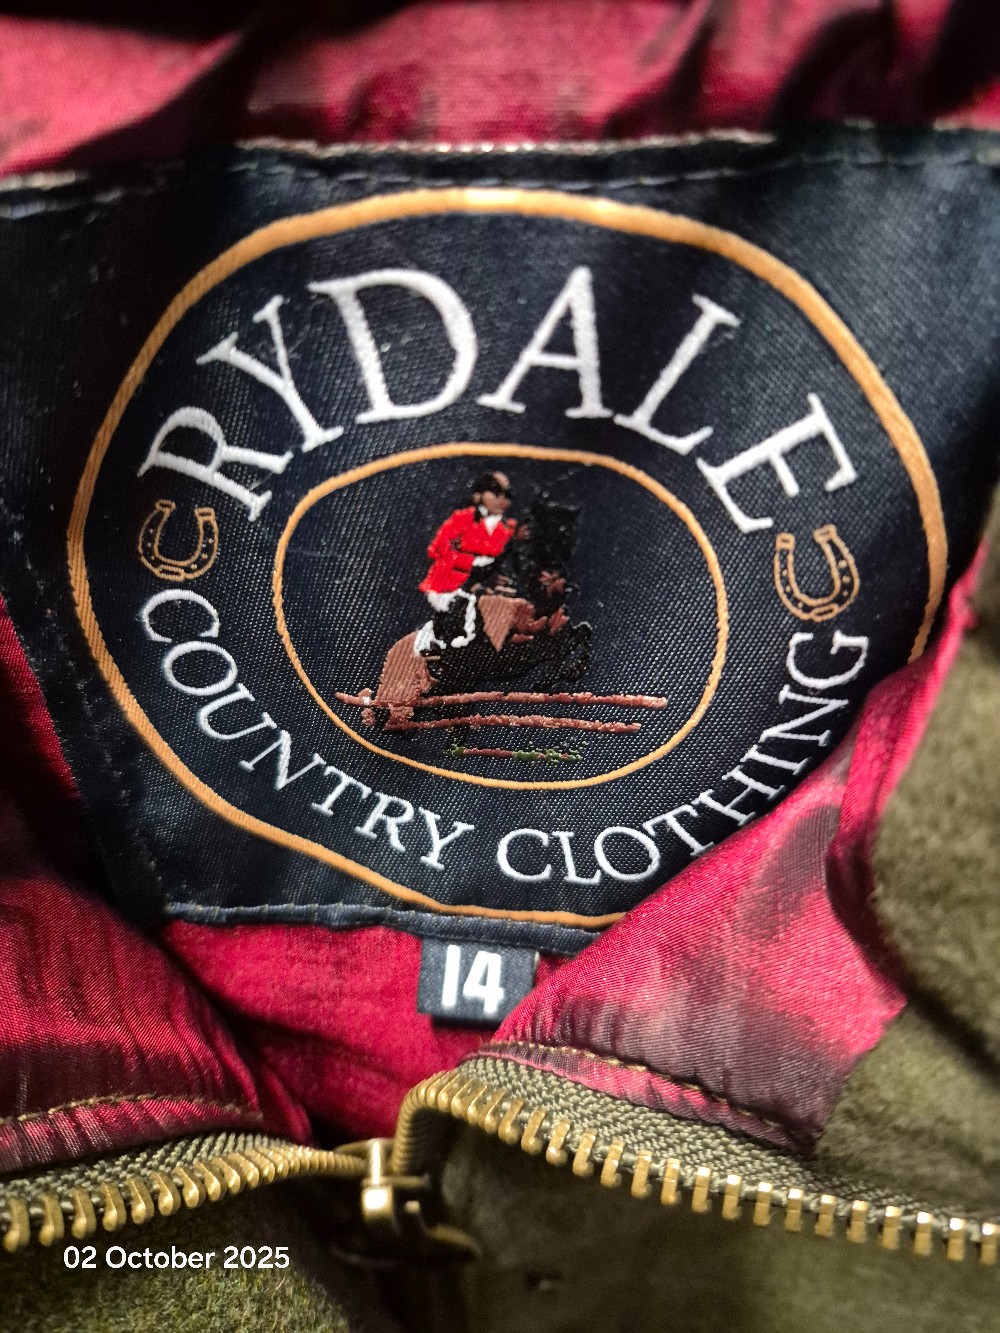 RYDALE
COUNTRY CLOTHING
14
02 October 2025